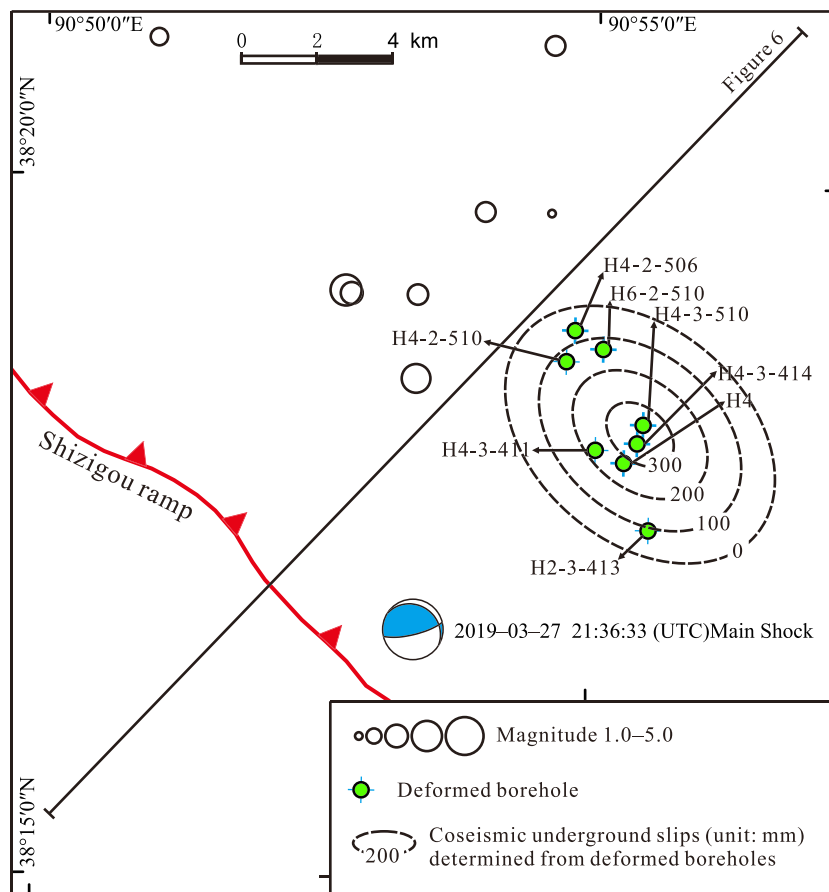 90°50′0″E
90°55′0″E
0 2 4 km
Figure 6
38°20′0″N
H4-2-506
H6-2-510
H4-3-510
H4-2-510
H4-3-414
H4
H4-3-411
300
200
100
0
H2-3-413
Shizigou ramp
2019–03–27 21:36:33 (UTC)Main Shock
38°15′0″N
Magnitude 1.0–5.0
Deformed borehole
200
Coseismic underground slips (unit: mm)
determined from deformed boreholes